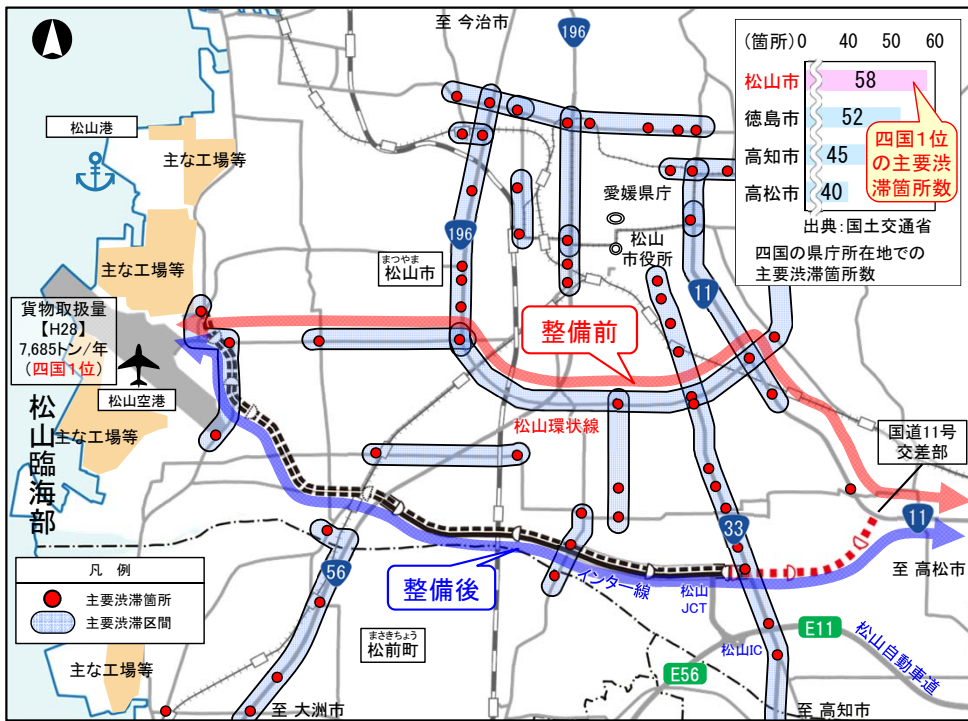 至 今治市
196
(箇所)
0
40
50
60
松山市
58
徳島市
52
高知市
45
高松市
40
四国1位
の主要渋
滞箇所数
出典:国土交通省
四国の県庁所在地での
主要渋滞箇所数
松山港
主な工場等
愛媛県庁
松山
市役所
196
まつやま
松山市
主な工場等
11
貨物取扱量
【H28】
7,685トン/年
(四国1位)
整備前
松山空港
松山臨海部
主な工場等
松山環状線
国道11号
交差部
11
33
至 高松市
凡 例
主要渋滞箇所
主要渋滞区間
56
整備後
インター線
松山
JCT
まさきちょう
松前町
松山IC
E11
松山自動車道
E56
主な工場等
至 大洲市
至 高知市